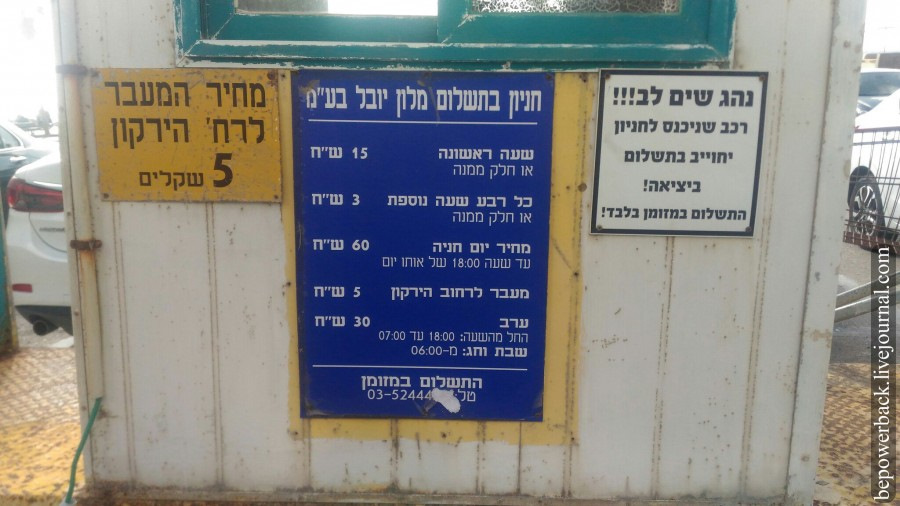 מחיר המעבר
לרח' הירקון
5 שקלים
חניון בתשלום מלון יובל בע"מ
שעה ראשונה 15 ש"ח
או חלק ממנה
כל רבע שעה נוספת 3 ש"ח
או חלק ממנה
מחיר יום חניה 60 ש"ח
עד שעה 18:00 של אותו יום
מעבר לרחוב הירקון 5 ש"ח
ערב 30 ש"ח
החל מהשעה: 18:00 עד 07:00
שבת וחג: מ-06:00
התשלום במזומן
טל:
נהג שים לב!!!
רכב שניכנס לחניון
יחוייב בתשלום
ביציאה!
התשלום במזומן בלבד!
bepowerback.livejournal.com